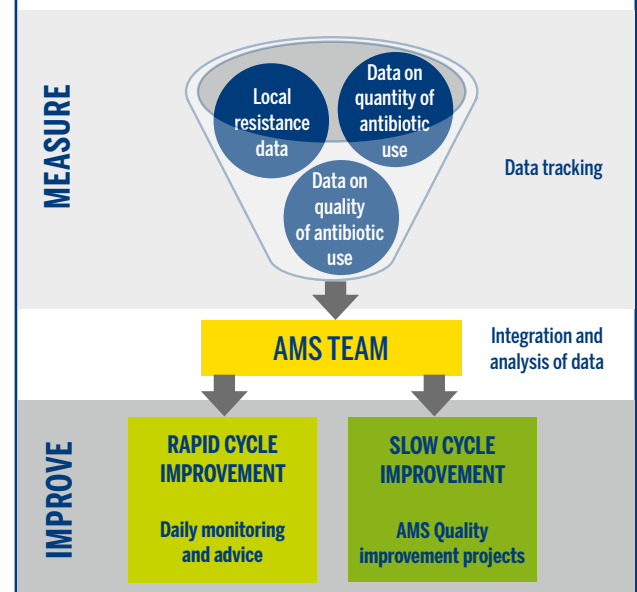 MEASURE
Local
resistance
data
Data on
quantity of
antibiotic
use
Data on
quality
of antibiotic
use
Data tracking
AMS TEAM
Integration and
analysis of data
IMPROVE
RAPID CYCLE
IMPROVEMENT
Daily monitoring
and advice
SLOW CYCLE
IMPROVEMENT
AMS Quality
improvement projects